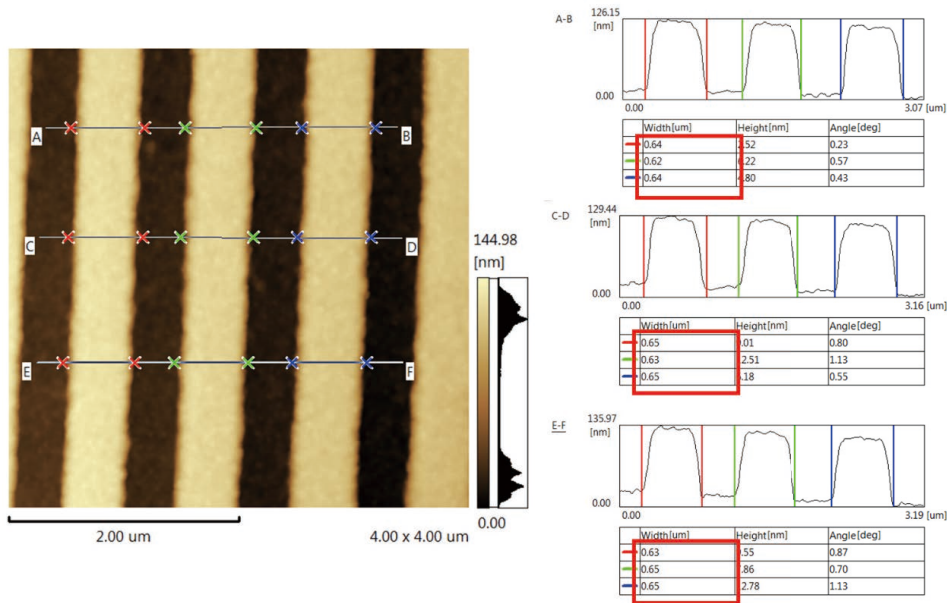 A
B
C
D
E
F
2.00 um
4.00 x 4.00 um
144.98
[nm]
0.00
A-B
126.15
[nm]
0.00
0.00 3.07 [um]
Width[um] Height[nm] Angle[deg]
0.64 0.23
0.62 0.57
0.64 0.43
C-D
129.44
[nm]
0.00
0.00 3.16 [um]
Width[um] Height[nm] Angle[deg]
0.65 0.80
0.63 1.13
0.65 0.55
E-F
135.97
[nm]
0.00
0.00 3.19 [um]
Width[um] Height[nm] Angle[deg]
0.63 0.87
0.65 0.70
0.65 1.13